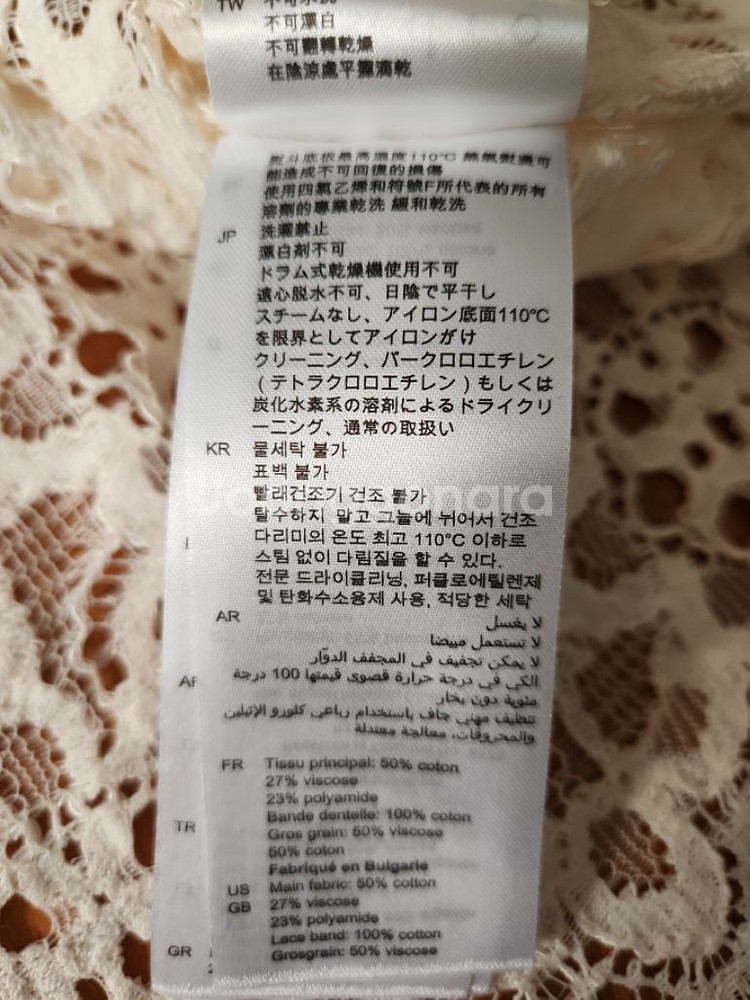 TW
不可水洗
不可漂白
不可翻轉乾燥
在陰涼處平攤滴乾
熨斗底板最高溫度110°C 蒸氣熨燙可
能造成不可回復的損傷
使用四氯乙烯和符號F所代表的所有
溶劑的專業乾洗 緩和乾洗
JP 洗濯禁止
漂白剤不可
ドラム式乾燥機使用不可
遠心脱水不可、日陰で平干し
スチームなし、アイロン底面110°C
を限界としてアイロンがけ
クリーニング、パークロロエチレン
(テトラクロロエチレン)もしくは
炭化水素系の溶剤によるドライクリ
ーニング、通常の取扱い
KR 물세탁 불가
표백 불가
빨래건조기 건조 불가
탈수하지 말고 그늘에 뉘어서 건조
다리미의 온도 최고 110°C 이하로
스팀 없이 다림질을 할 수 있다.
전문 드라이클리닝, 퍼클로에틸렌제
및 탄화수소용제 사용, 적당한 세탁
AR
لا يغسل
لا تستعمل مبيضا
لا يمكن تجفيف في المجفف الدوّار
الكي في درجة حرارة قصوى قيمتها 100 درجة
مئوية دون بخار
تنظيف مهني جاف باستخدام رباعي كلورو الإثيلين
والمحروقات، معالجة معتدلة
FR Tissu principal: 50% coton
27% viscose
23% polyamide
Bande dentelle: 100% coton
TR
Gros grain: 50% viscose
50% coton
Fabriqué en Bulgarie
US Main fabric: 50% cotton
GB 27% viscose
23% polyamide
Lace band: 100% cotton
GR
Grosgrain: 50% viscose